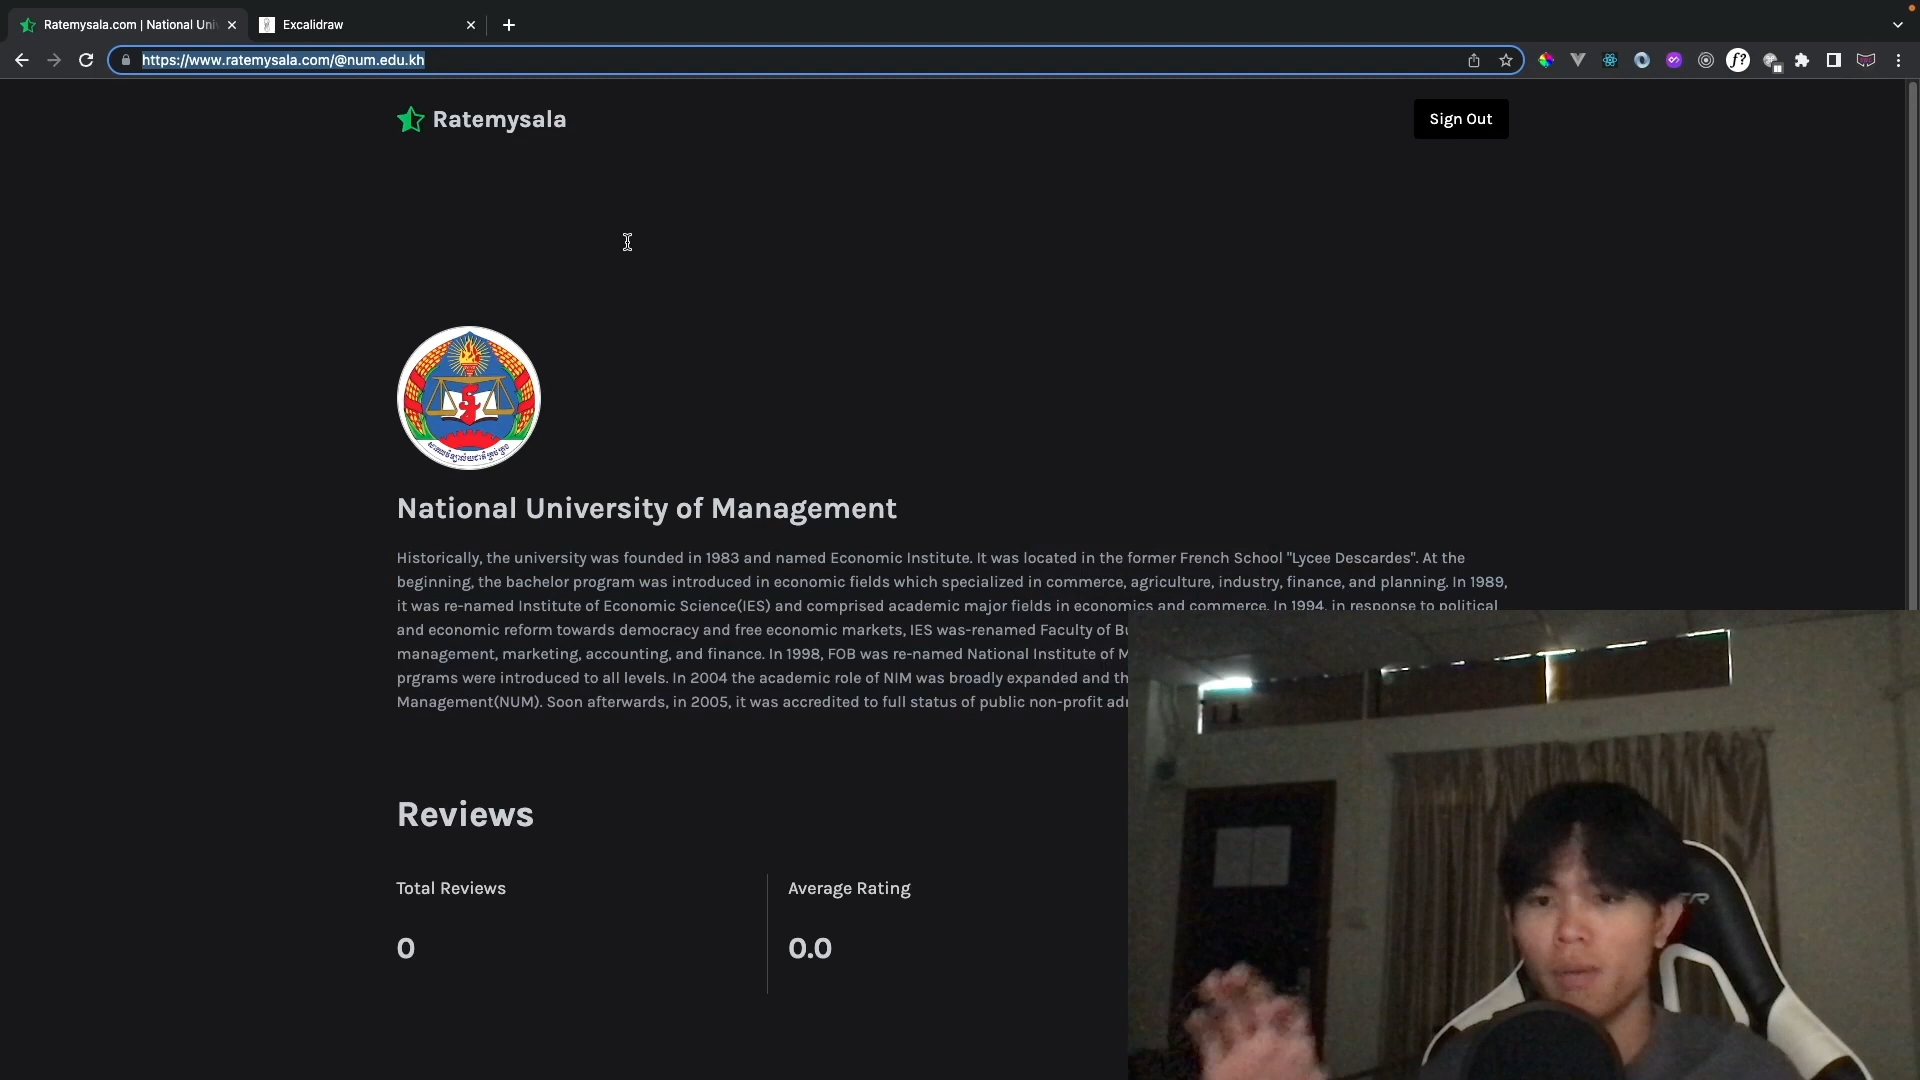 Ratemysala.com | National Uni
Excalidraw
https://www.ratemysala.com/@num.edu.kh
f?
Ratemysala
Sign Out
National University of Management
Historically, the university was founded in 1983 and named Economic Institute. It was located in the former French School "Lycee Descardes". At the
beginning, the bachelor program was introduced in economic fields which specialized in commerce, agriculture, industry, finance, and planning. In 1989,
it was re-named Institute of Economic Science(IES) and comprised academic major fields in economics and commerce. In 1994, in response to political
and economic reform towards democracy and free economic markets, IES was-renamed Faculty of Bu
management, marketing, accounting, and finance. In 1998, FOB was re-named National Institute of M
prgrams were introduced to all levels. In 2004 the academic role of NIM was broadly expanded and th
Management(NUM). Soon afterwards, in 2005, it was accredited to full status of public non-profit adr
Reviews
Total Reviews
Average Rating
0
0.0